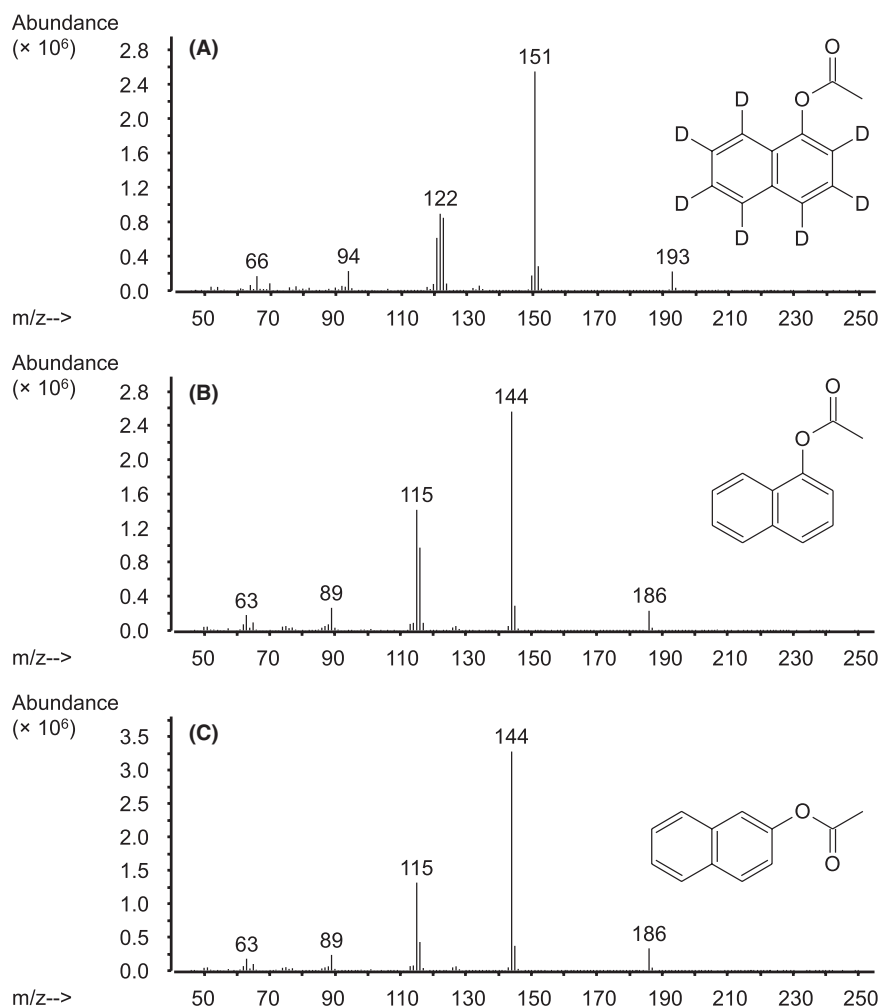 Abundance
(× 10⁶)
(A)
2.8
2.4
2.0
1.6
1.2
0.8
0.4
0.0
66
94
122
151
193
O
O
D
D
D
D
D
D
D
m/z--> 50 70 90 110 130 150 170 190 210 230 250
Abundance
(× 10⁶)
(B)
2.8
2.4
2.0
1.6
1.2
0.8
0.4
0.0
63
89
115
144
186
O
O
m/z--> 50 70 90 110 130 150 170 190 210 230 250
Abundance
(× 10⁶)
(C)
3.5
3.0
2.5
2.0
1.5
1.0
0.5
0.0
63
89
115
144
186
O
O
m/z--> 50 70 90 110 130 150 170 190 210 230 250